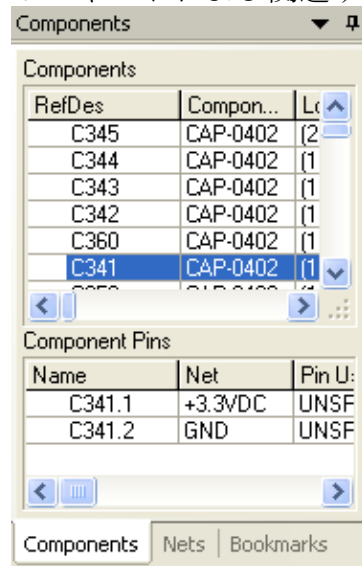 Components
Components
RefDes Compon... Lo
C345 CAP-0402 (2
C344 CAP-0402 (1
C343 CAP-0402 (1
C342 CAP-0402 (1
C360 CAP-0402 (1
C341 CAP-0402 (1
Component Pins
Name Net Pin U:
C341.1 +3.3VDC UNSF
C341.2 GND UNSF
Components Nets Bookmarks